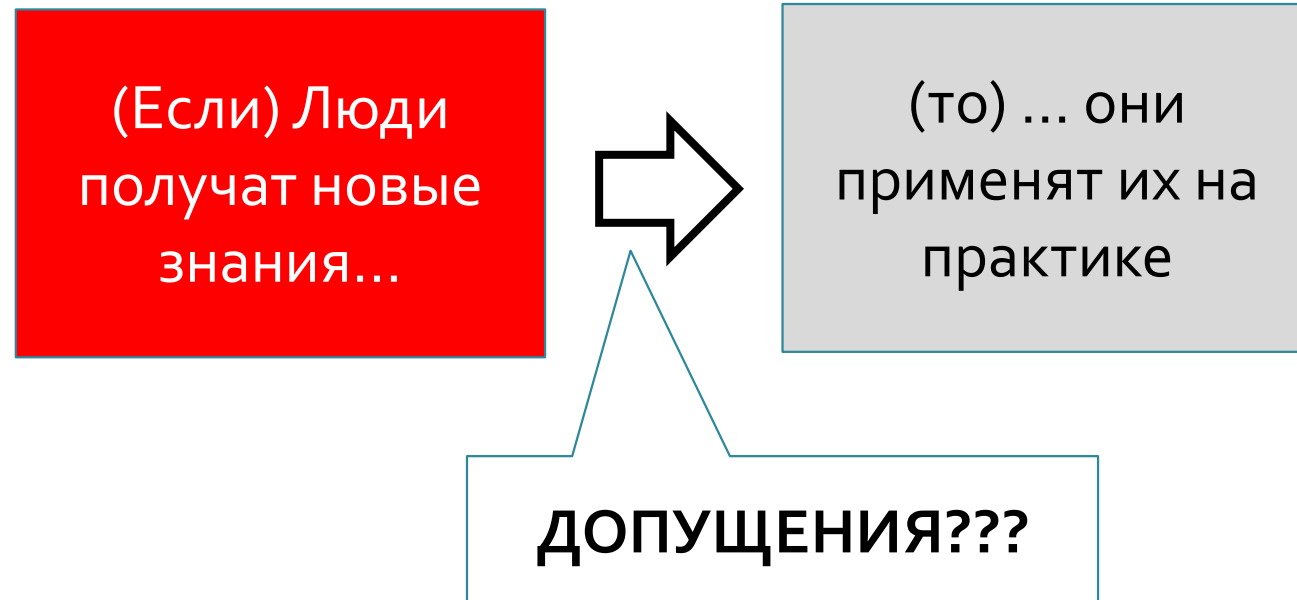 (Если) Люди
получат новые
знания...
(то) ... они
применят их на
практике
ДОПУЩЕНИЯ???